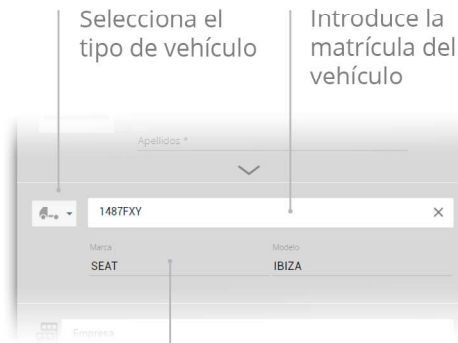 Selecciona el
tipo de vehículo
Introduce la
matrícula del
vehículo
Apellidos *
1487FXY
Marca
Modelo
SEAT
IBIZA
Empresa